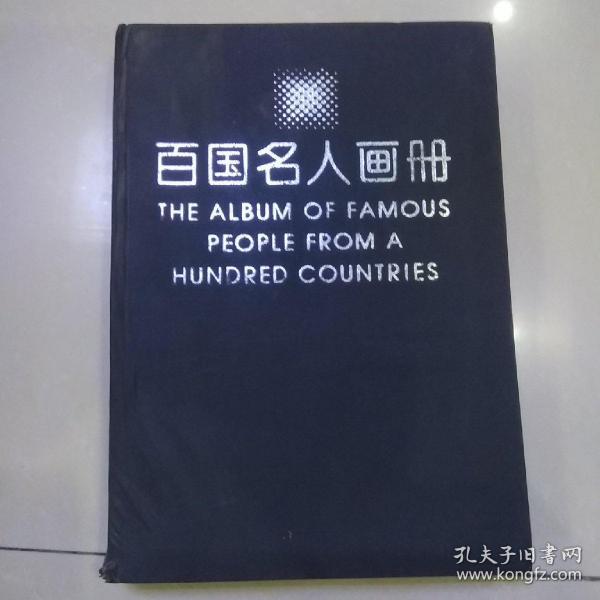 百国名人画册
THE ALBUM OF FAMOUS
PEOPLE FROM A
HUNDRED COUNTRIES
孔夫子旧書网
www.kongfz.com